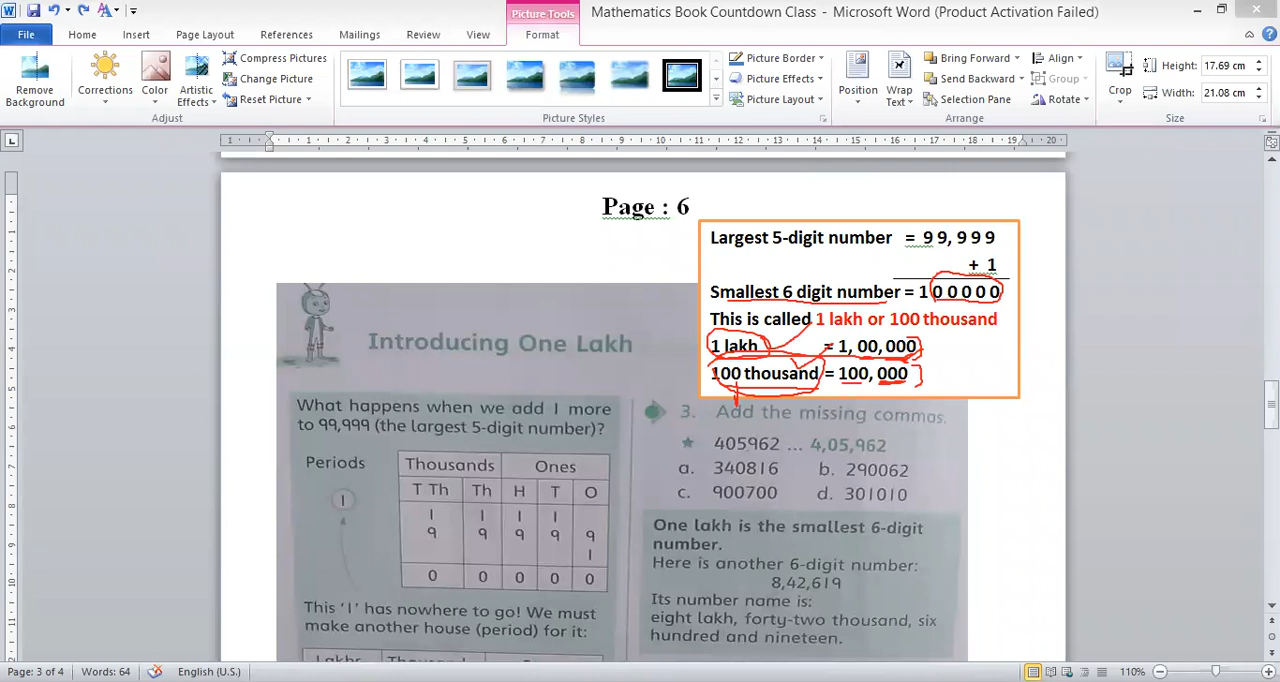 Picture Tools
Mathematics Book Countdown Class - Microsoft Word (Product Activation Failed)
File Home Insert Page Layout References Mailings Review View Format
Remove Background
Corrections
Color
Artistic Effects
Compress Pictures
Change Picture
Reset Picture
Adjust
Picture Styles
Picture Border
Picture Effects
Picture Layout
Position
Wrap Text
Bring Forward
Send Backward
Selection Pane
Align
Group
Rotate
Arrange
Crop
Height: 17.69 cm
Width: 21.08 cm
Size
Page : 6
Largest 5-digit number = 9 9, 9 9 9
+ 1
Smallest 6 digit number = 1 0 0 0 0 0
This is called 1 lakh or 100 thousand
1 lakh = 1, 00, 000
100 thousand = 100, 000
Introducing One Lakh
What happens when we add 1 more
to 99,999 (the largest 5-digit number)?
Periods
Thousands Ones
T Th Th H T O
1 1 1 1 1
9 9 9 9 9
1
0 0 0 0 0
This '1' has nowhere to go! We must
make another house (period) for it:
3. Add the missing commas.
405962 ... 4,05,962
a. 340816 b. 290062
c. 900700 d. 301010
One lakh is the smallest 6-digit
number.
Here is another 6-digit number:
8,42,619
Its number name is:
eight lakh, forty-two thousand, six
hundred and nineteen.
Page: 3 of 4 Words: 64 English (U.S.) 110%